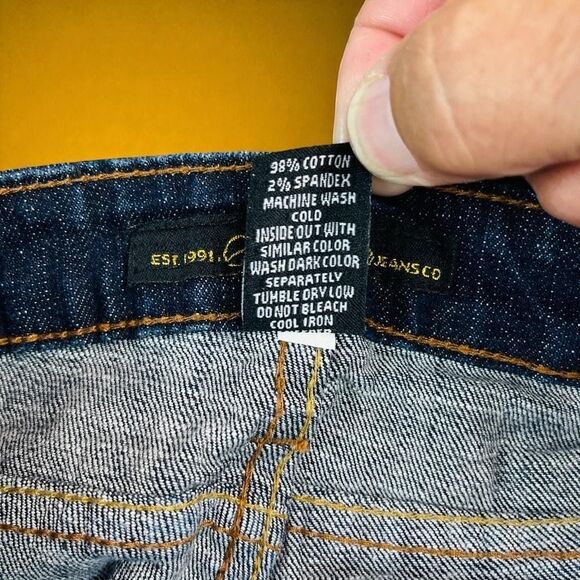 98% COTTON
2% SPANDEX
MACHINE WASH
COLD
INSIDE OUT WITH
SIMILAR COLOR
WASH DARK COLOR
SEPARATELY
TUMBLE DRY LOW
DO NOT BLEACH
COOL IRON
EST. 1991
JEANS CO